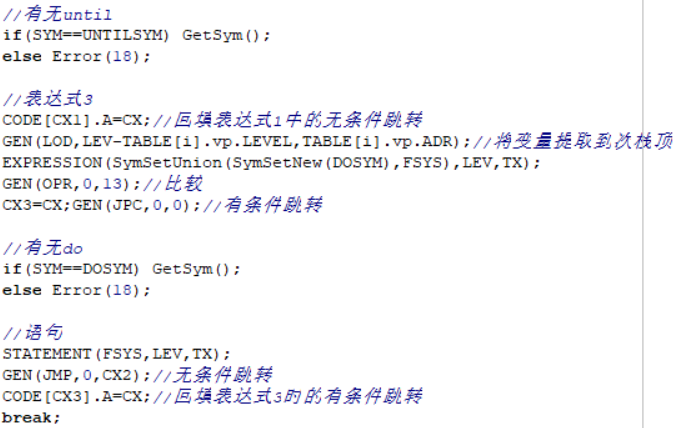 //有无until
if(SYM==UNTILSYM) GetSym();
else Error(18);
//表达式3
CODE[CX1].A=CX;//回填表达式1中的无条件跳转
GEN(LOD,LEV-TABLE[i].vp.LEVEL,TABLE[i].vp.ADR);//将变量提取到次栈顶
EXPRESSION(SymSetUnion(SymSetNew(DOSYM),FSYS),LEV,TX);
GEN(OPR,0,13);//比较
CX3=CX;GEN(JPC,0,0);//有条件跳转
//有无do
if(SYM==DOSYM) GetSym();
else Error(18);
//语句
STATEMENT(FSYS,LEV,TX);
GEN(JMP,0,CX2);//无条件跳转
CODE[CX3].A=CX;//回填表达式3时的有条件跳转
break;